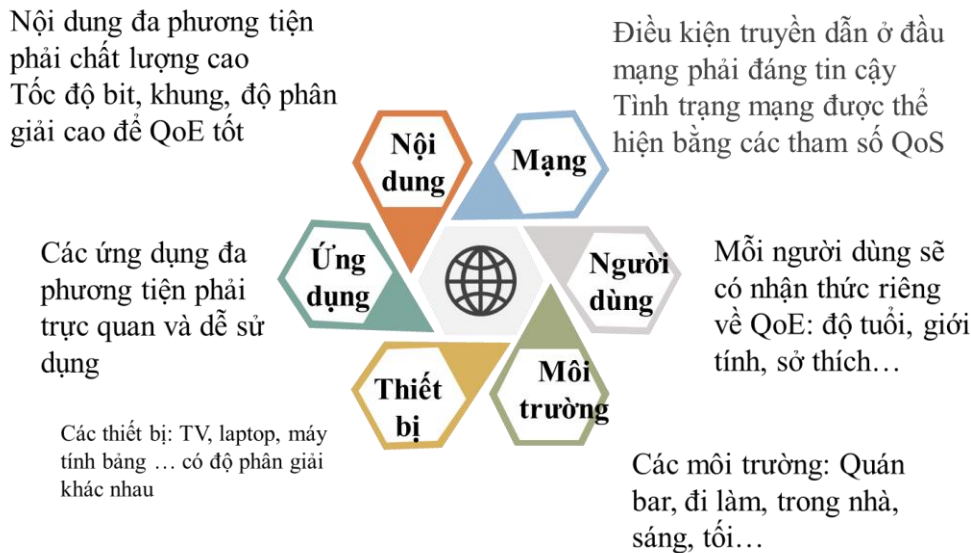 Nội dung đa phương tiện
phải chất lượng cao
Tốc độ bit, khung, độ phân
giải cao để QoE tốt
Điều kiện truyền dẫn ở đầu
mạng phải đáng tin cậy
Tình trạng mạng được thể
hiện bằng các tham số QoS
Nội
dung
Mạng
Các ứng dụng đa
phương tiện phải
trực quan và dễ sử
dụng
Ứng
dụng
Người
dùng
Mỗi người dùng sẽ
có nhận thức riêng
về QoE: độ tuổi, giới
tính, sở thích…
Thiết
bị
Môi
trường
Các thiết bị: TV, laptop, máy
tính bảng … có độ phân giải
khác nhau
Các môi trường: Quán
bar, đi làm, trong nhà,
sáng, tối…